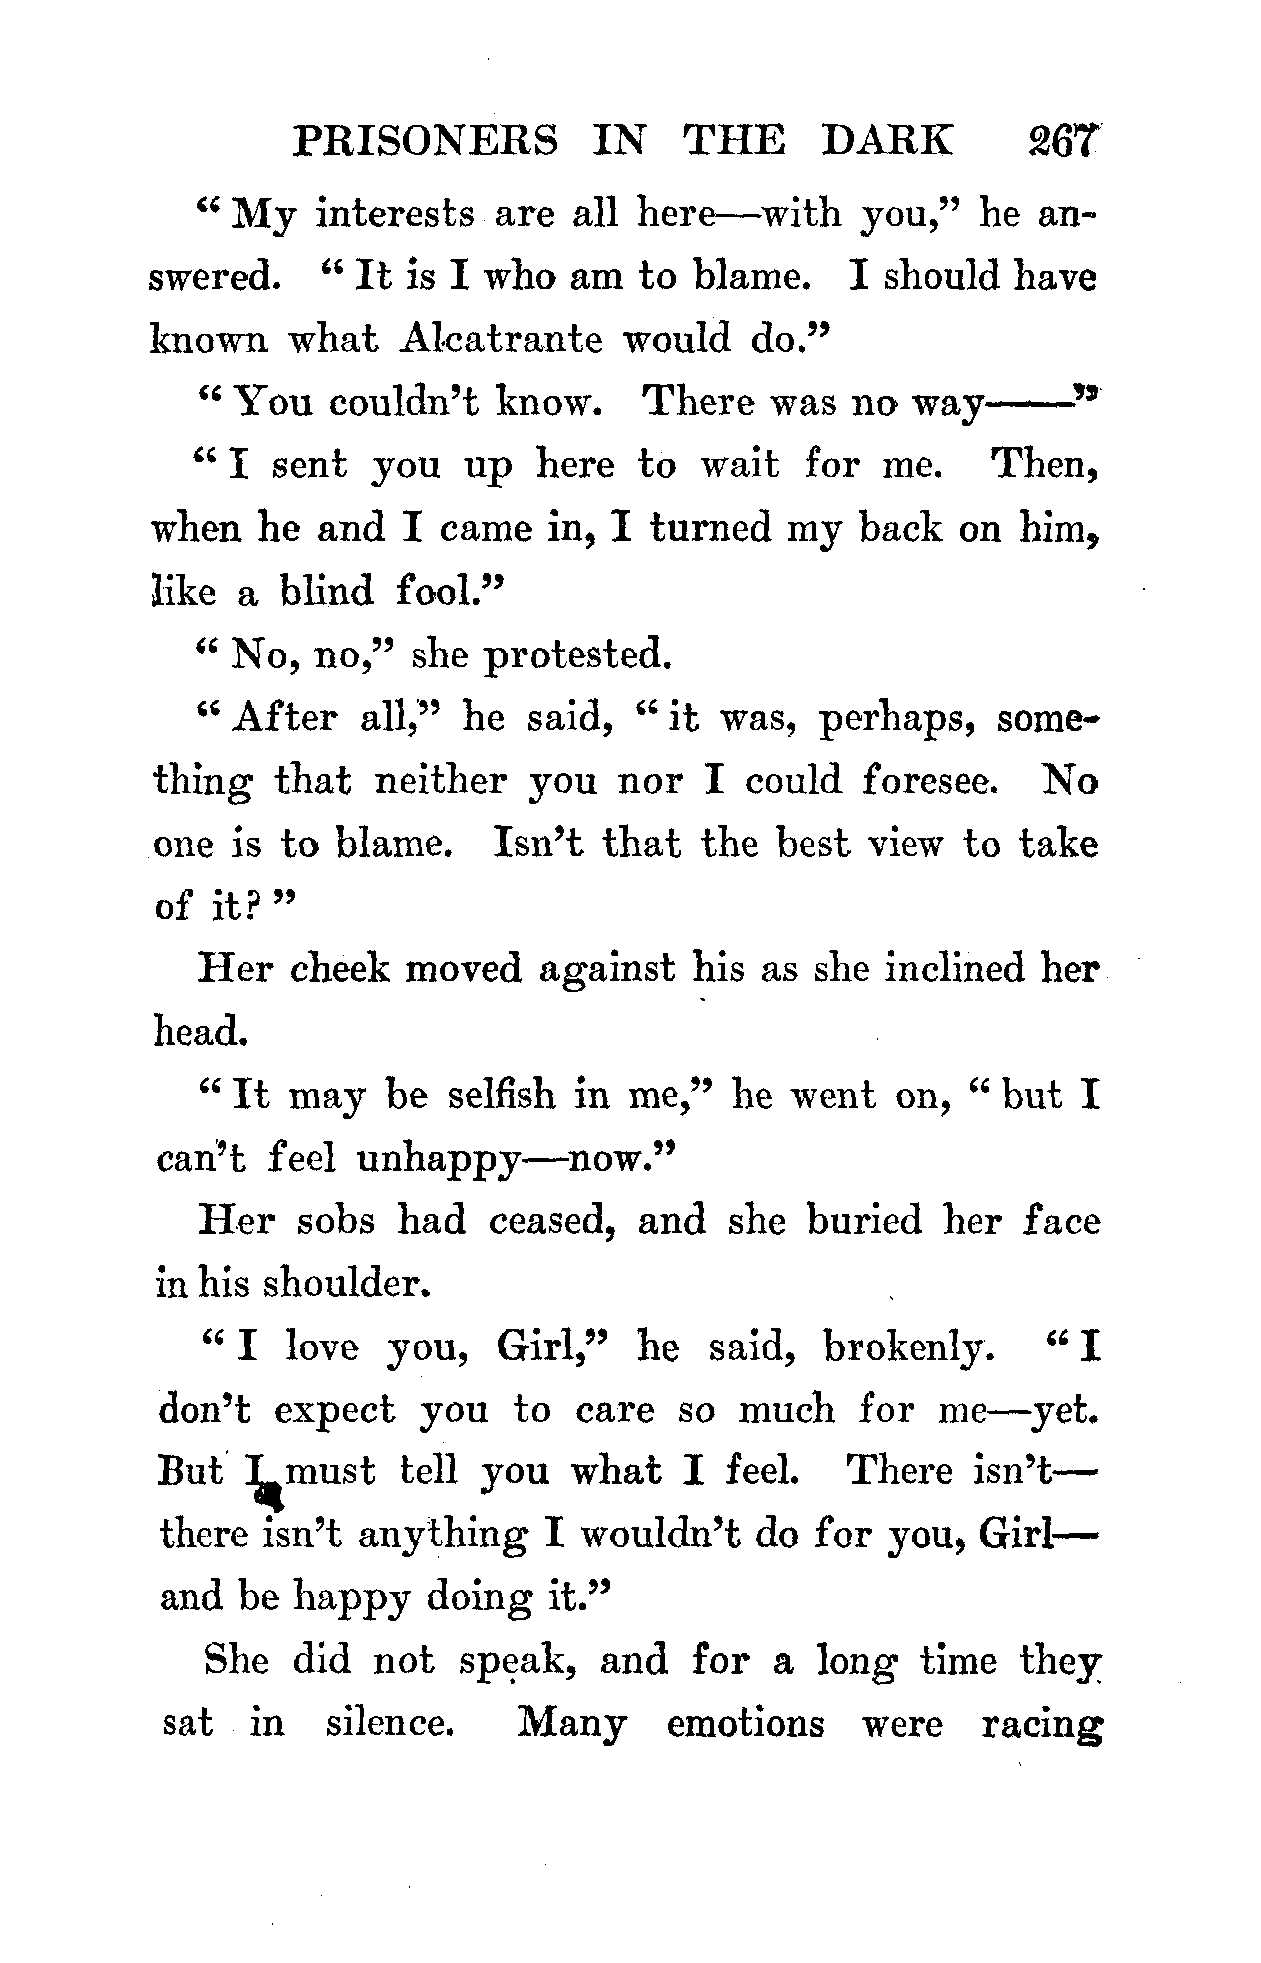 PRISONERS IN THE DARK 267
“ My interests are all here—with you,” he an-
swered. “ It is I who am to blame. I should have
known what Alcatrante would do.”
“ You couldn’t know. There was no way——”
“ I sent you up here to wait for me. Then,
when he and I came in, I turned my back on him,
like a blind fool.”
“ No, no,” she protested.
“ After all,” he said, “ it was, perhaps, some-
thing that neither you nor I could foresee. No
one is to blame. Isn’t that the best view to take
of it? ”
Her cheek moved against his as she inclined her
head.
“ It may be selfish in me,” he went on, “ but I
can’t feel unhappy—now.”
Her sobs had ceased, and she buried her face
in his shoulder.
“ I love you, Girl,” he said, brokenly. “ I
don’t expect you to care so much for me—yet.
But I must tell you what I feel. There isn’t—
there isn’t anything I wouldn’t do for you, Girl—
and be happy doing it.”
She did not speak, and for a long time they
sat in silence. Many emotions were racing